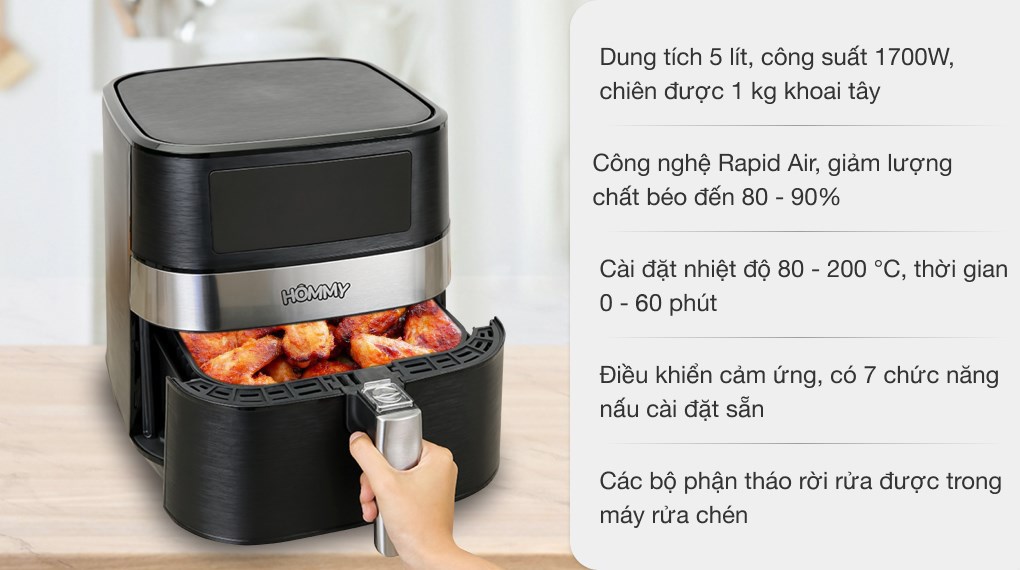 HÔMMY
Dung tích 5 lít, công suất 1700W,
chiên được 1 kg khoai tây
Công nghệ Rapid Air, giảm lượng
chất béo đến 80 - 90%
Cài đặt nhiệt độ 80 - 200 °C, thời gian
0 - 60 phút
Điều khiển cảm ứng, có 7 chức năng
nấu cài đặt sẵn
Các bộ phận tháo rời rửa được trong
máy rửa chén